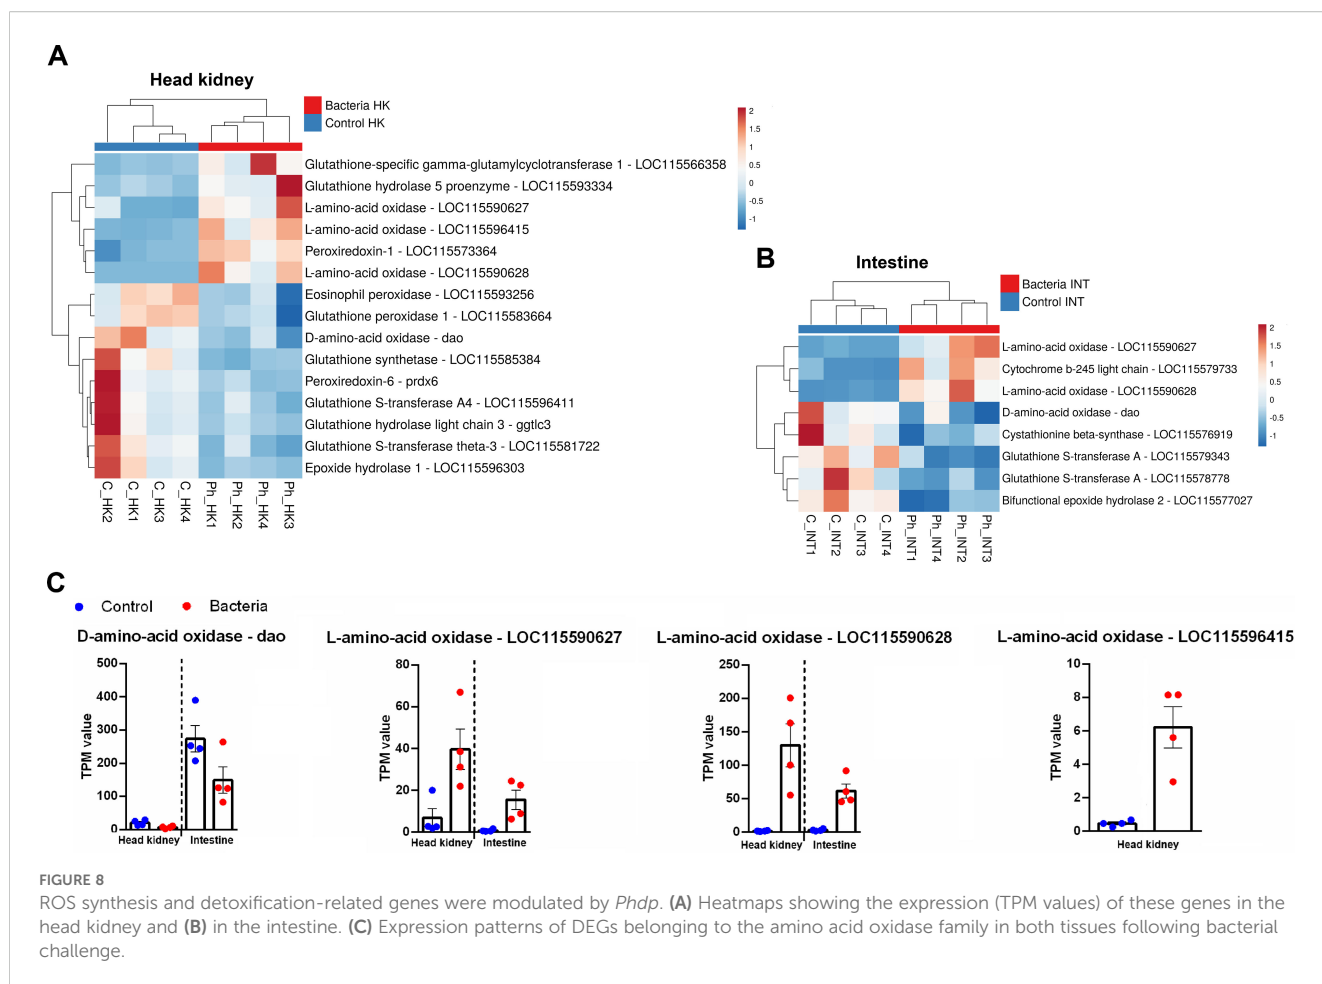 A
Head kidney
Bacteria HK
Control HK
2
1.5
1
0.5
0
-0.5
-1
Glutathione-specific gamma-glutamylcyclotransferase 1 - LOC115566358
Glutathione hydrolase 5 proenzyme - LOC115593334
L-amino-acid oxidase - LOC115590627
L-amino-acid oxidase - LOC115596415
Peroxiredoxin-1 - LOC115573364
L-amino-acid oxidase - LOC115590628
Eosinophil peroxidase - LOC115593256
Glutathione peroxidase 1 - LOC115583664
D-amino-acid oxidase - dao
Glutathione synthetase - LOC115585384
Peroxiredoxin-6 - prdx6
Glutathione S-transferase A4 - LOC115596411
Glutathione hydrolase light chain 3 - ggtlc3
Glutathione S-transferase theta-3 - LOC115581722
Epoxide hydrolase 1 - LOC115596303
C_HK2
C_HK1
C_HK3
C_HK4
Ph_HK1
Ph_HK2
Ph_HK4
Ph_HK3
B
Intestine
Bacteria INT
Control INT
2
1.5
1
0.5
0
-0.5
-1
L-amino-acid oxidase - LOC115590627
Cytochrome b-245 light chain - LOC115579733
L-amino-acid oxidase - LOC115590628
D-amino-acid oxidase - dao
Cystathionine beta-synthase - LOC115576919
Glutathione S-transferase A - LOC115579343
Glutathione S-transferase A - LOC115578778
Bifunctional epoxide hydrolase 2 - LOC115577027
C_INT1
C_INT2
C_INT3
C_INT4
Ph_INT1
Ph_INT4
Ph_INT2
Ph_INT3
C
Control Bacteria
D-amino-acid oxidase - dao
TPM value
500
400
300
200
100
0
Head kidney Intestine
L-amino-acid oxidase - LOC115590627
TPM value
80
60
40
20
0
Head kidney Intestine
L-amino-acid oxidase - LOC115590628
TPM value
250
200
150
100
50
0
Head kidney Intestine
L-amino-acid oxidase - LOC115596415
TPM value
10
8
6
4
2
0
Head kidney
FIGURE 8
ROS synthesis and detoxification-related genes were modulated by Phdp. (A) Heatmaps showing the expression (TPM values) of these genes in the
head kidney and (B) in the intestine. (C) Expression patterns of DEGs belonging to the amino acid oxidase family in both tissues following bacterial
challenge.